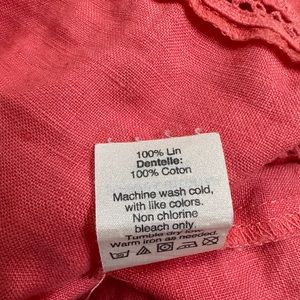 100% Lin
Dentelle:
100% Coton
Machine wash cold,
with like colors.
Non chlorine
bleach only.
Tumble dry low.
Warm iron as needed.